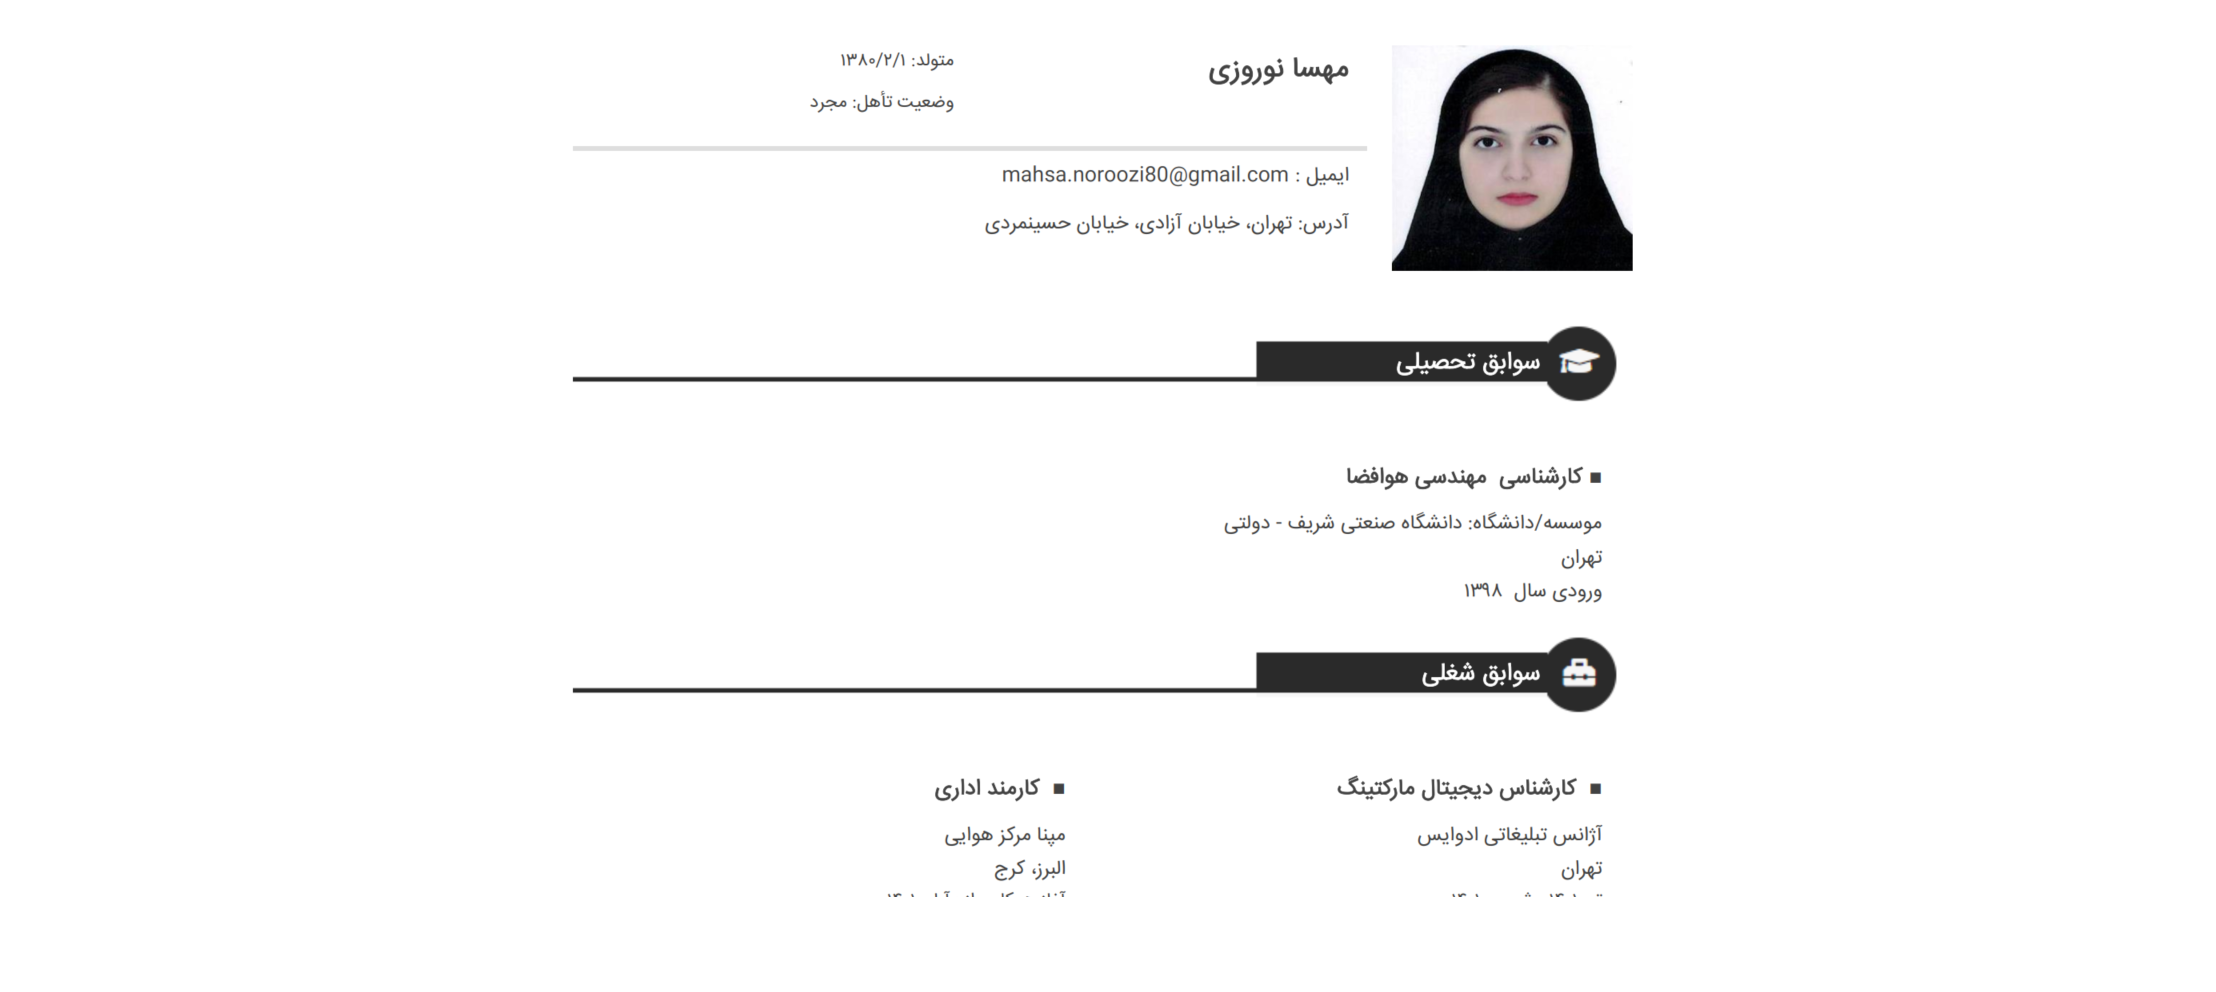 مهسا نوروزی
متولد: ۱۳۸۰/۲/۱
وضعیت تأهل: مجرد
ایمیل : mahsa.noroozi80@gmail.com
آدرس: تهران، خیابان آزادی، خیابان حسینمردی
سوابق تحصیلی
■ کارشناسی مهندسی هوافضا
موسسه/دانشگاه: دانشگاه صنعتی شریف - دولتی
تهران
ورودی سال ۱۳۹۸
سوابق شغلی
■ کارشناس دیجیتال مارکتینگ
آژانس تبلیغاتی ادوایس
تهران
■ کارمند اداری
مپنا مرکز هوایی
البرز، کرج